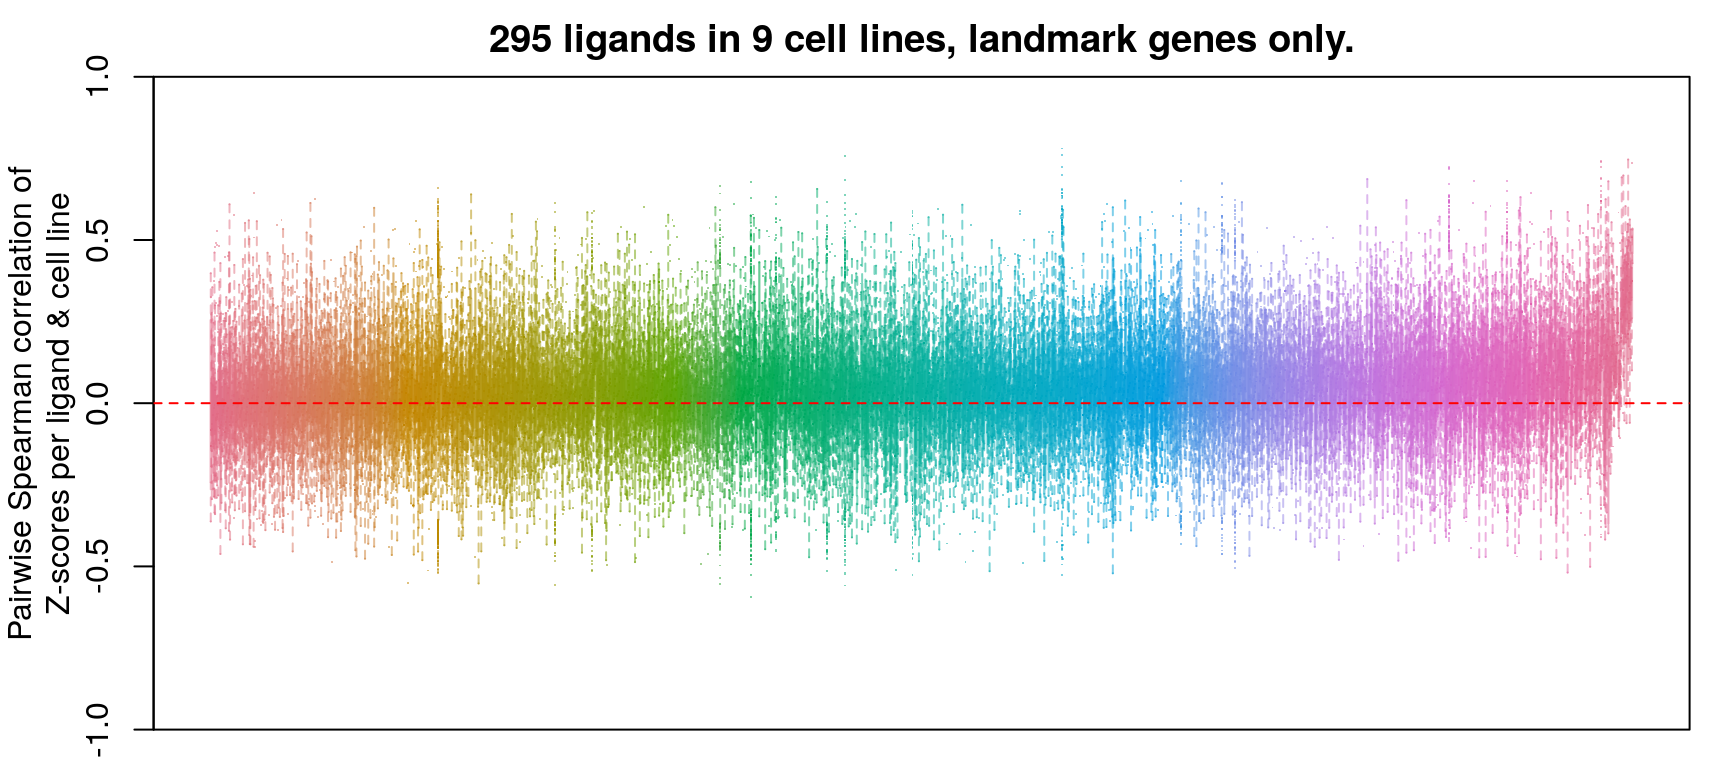 295 ligands in 9 cell lines, landmark genes only.
Pairwise Spearman correlation of
Z-scores per ligand & cell line
1.0
0.5
0.0
-0.5
-1.0